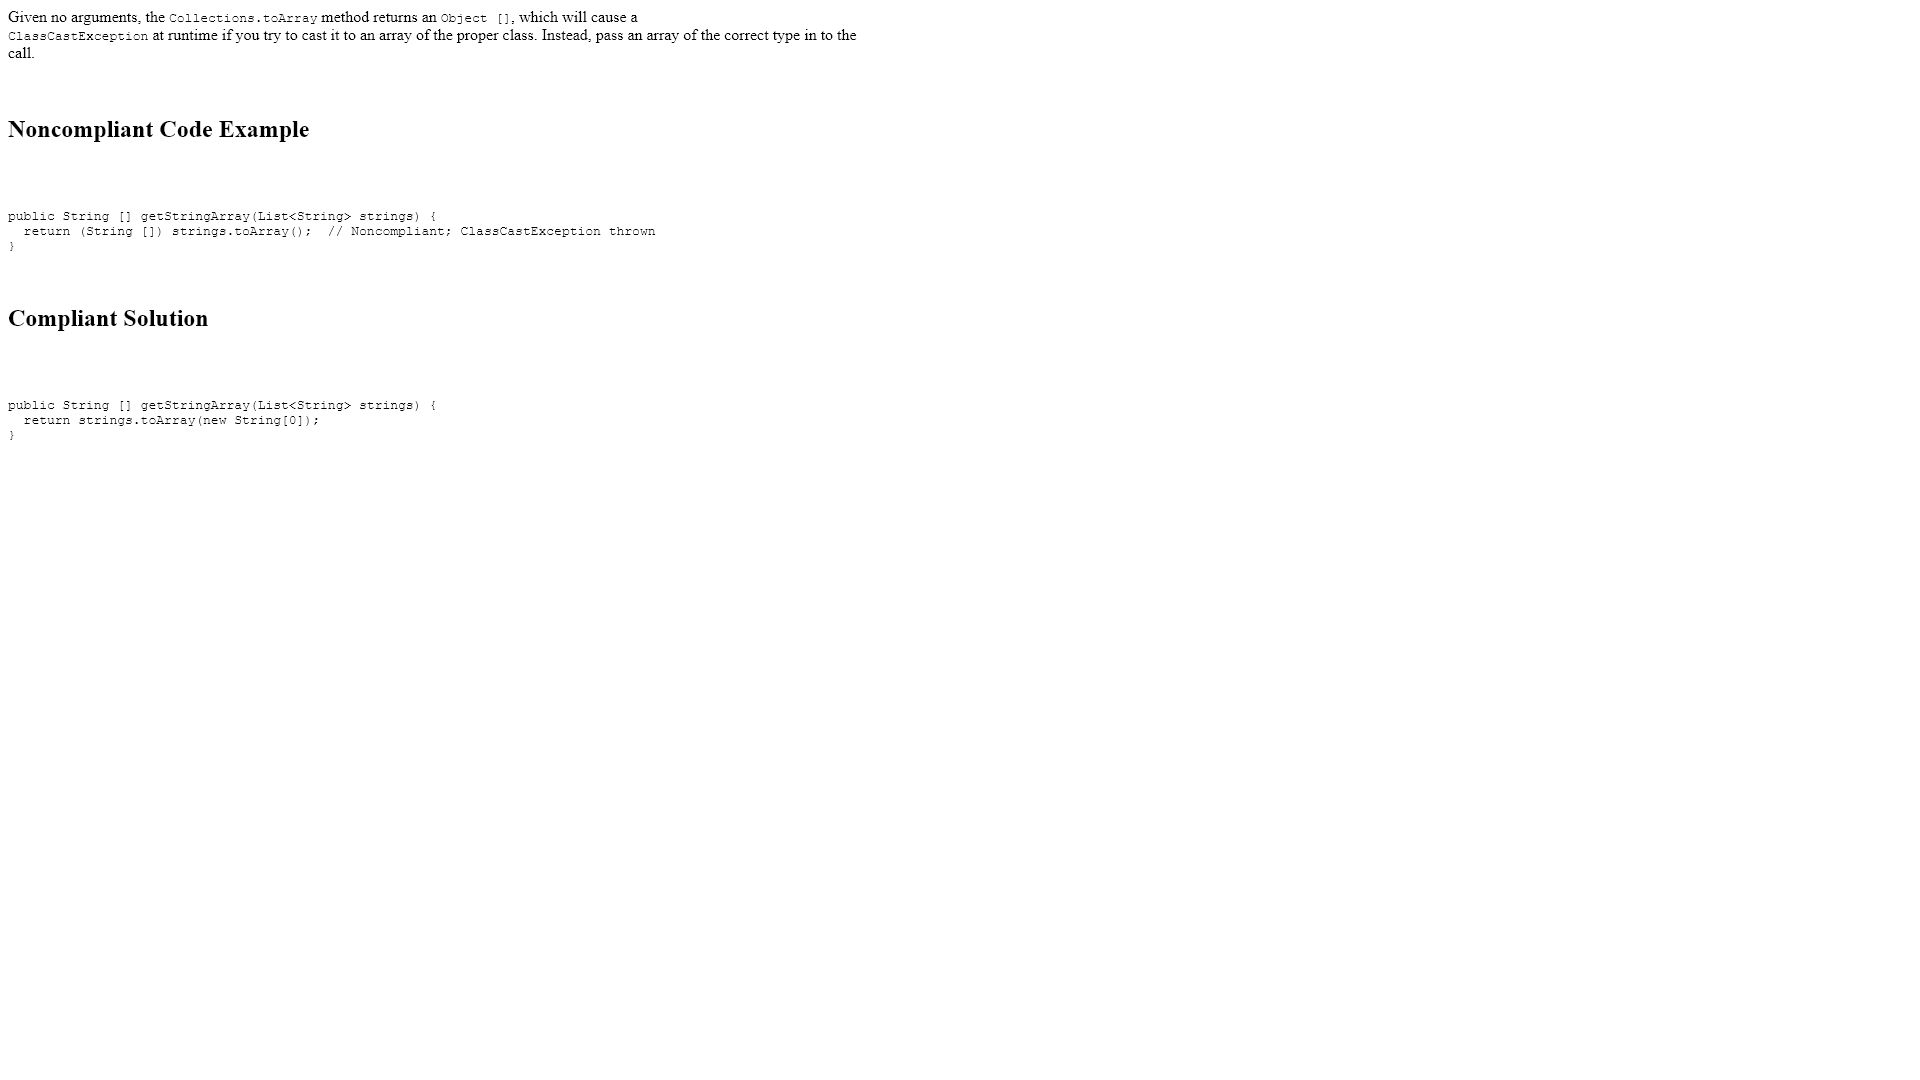 Given no arguments, the Collections.toArray method returns an Object [], which will cause a
ClassCastException at runtime if you try to cast it to an array of the proper class. Instead, pass an array of the correct type in to the
call.
Noncompliant Code Example
public String [] getStringArray(List<String> strings) {
  return (String []) strings.toArray();  // Noncompliant; ClassCastException thrown
}
Compliant Solution
public String [] getStringArray(List<String> strings) {
  return strings.toArray(new String[0]);
}